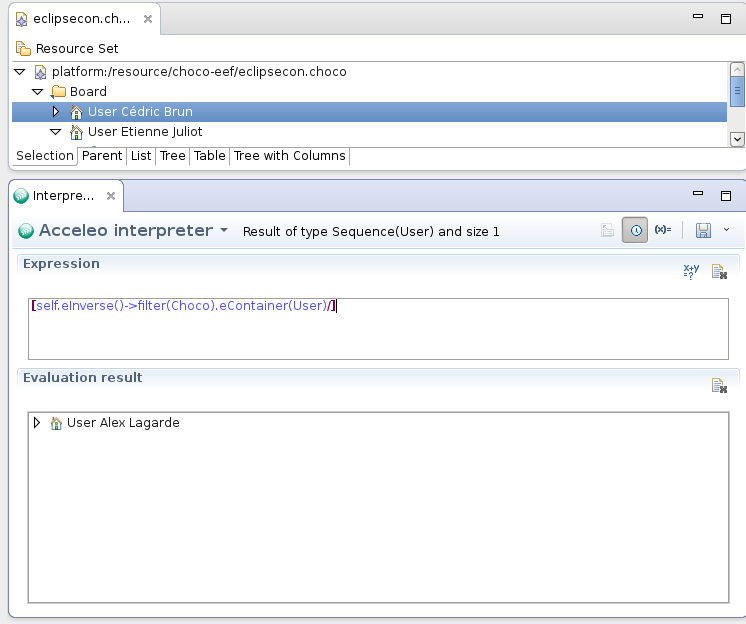 eclipsecon.ch...
Resource Set
platform:/resource/choco-eef/eclipsecon.choco
Board
User Cédric Brun
User Etienne Juliot
Selection Parent List Tree Table Tree with Columns
Interpre...
Acceleo interpreter Result of type Sequence(User) and size 1
(x)=
Expression
x+y
=?
[self.eInverse()->filter(Choco).eContainer(User)/]
Evaluation result
User Alex Lagarde